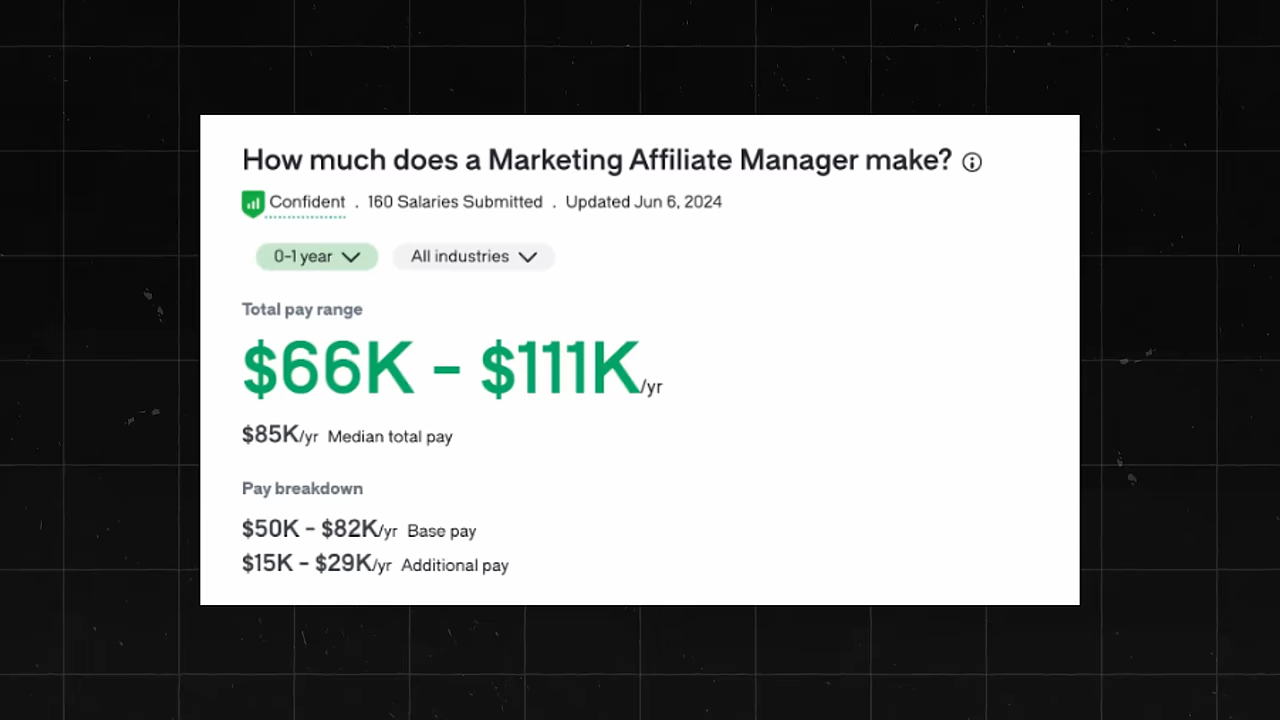 How much does a Marketing Affiliate Manager make?
Confident . 160 Salaries Submitted . Updated Jun 6, 2024
0-1 year All industries
Total pay range
$66K - $111K/yr
$85K/yr Median total pay
Pay breakdown
$50K - $82K/yr Base pay
$15K - $29K/yr Additional pay